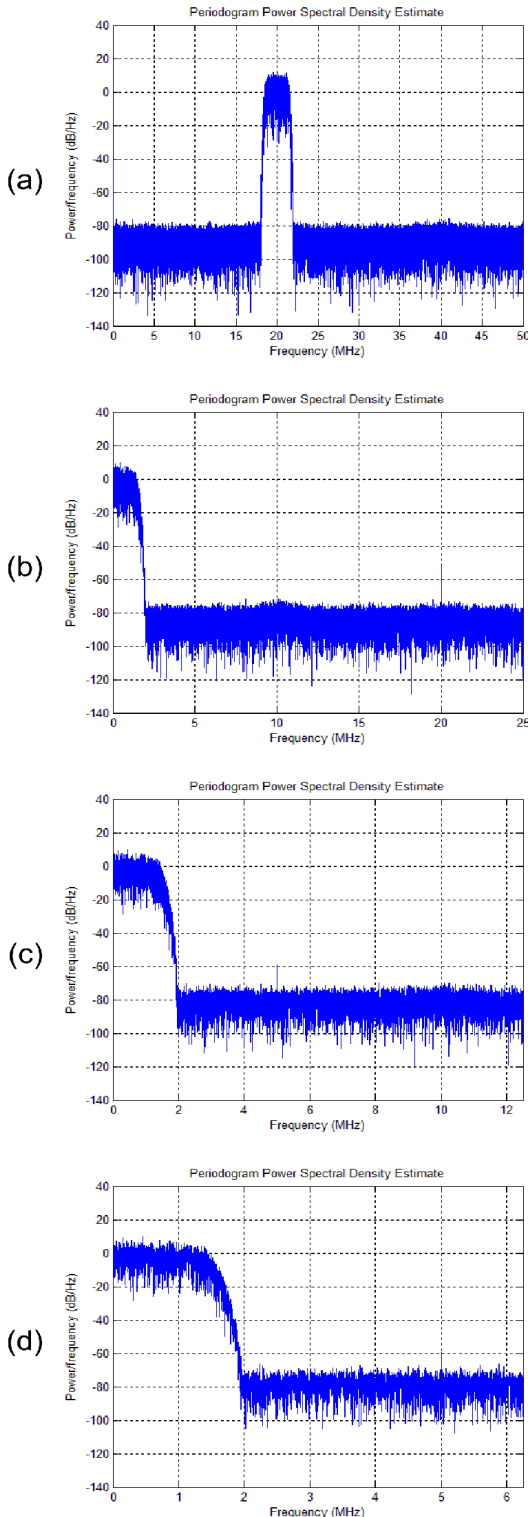 Periodogram Power Spectral Density Estimate
(a)
Power/frequency (dB/Hz)
40
20
0
-20
-40
-60
-80
-100
-120
-140
0 5 10 15 20 25 30 35 40 45 50
Frequency (MHz)
Periodogram Power Spectral Density Estimate
(b)
Power/frequency (dB/Hz)
40
20
0
-20
-40
-60
-80
-100
-120
-140
0 5 10 15 20 25
Frequency (MHz)
Periodogram Power Spectral Density Estimate
(c)
Power/frequency (dB/Hz)
40
20
0
-20
-40
-60
-80
-100
-120
-140
0 2 4 6 8 10 12
Frequency (MHz)
Periodogram Power Spectral Density Estimate
(d)
Power/frequency (dB/Hz)
40
20
0
-20
-40
-60
-80
-100
-120
-140
0 1 2 3 4 5 6
Frequency (MHz)